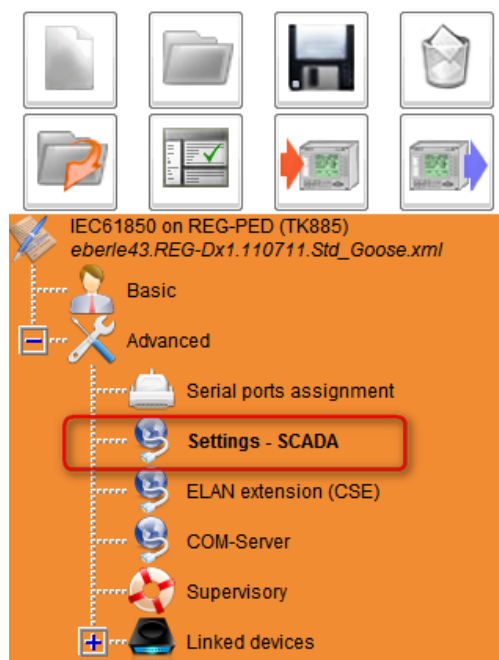 IEC61850 on REG-PED (TK885)
eberle43.REG-Dx1.110711.Std_Goose.xml
Basic
Advanced
Serial ports assignment
Settings - SCADA
ELAN extension (CSE)
COM-Server
Supervisory
Linked devices